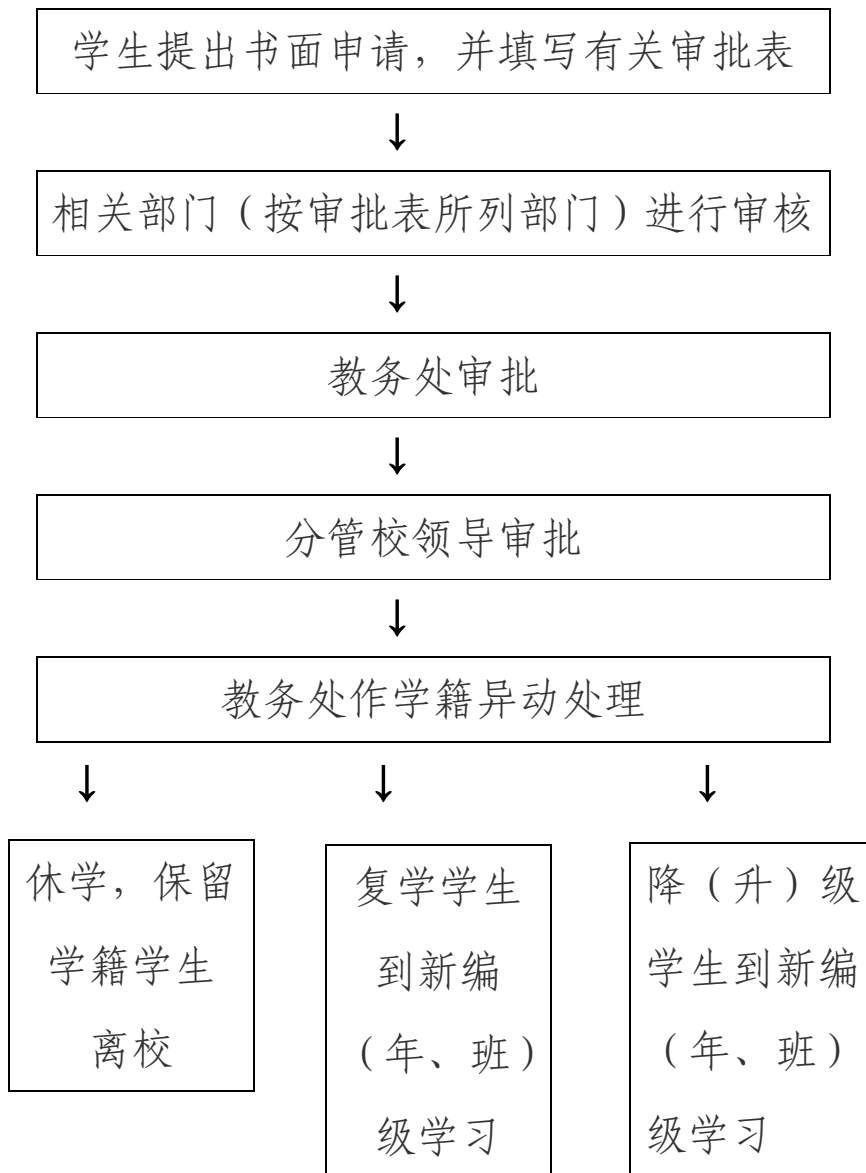 学生提出书面申请，并填写有关审批表
↓
相关部门（按审批表所列部门）进行审核
↓
教务处审批
↓
分管校领导审批
↓
教务处作学籍异动处理
↓ ↓ ↓
休学，保留
学籍学生
离校
复学学生
到新编
（年、班）
级学习
降（升）级
学生到新编
（年、班）
级学习